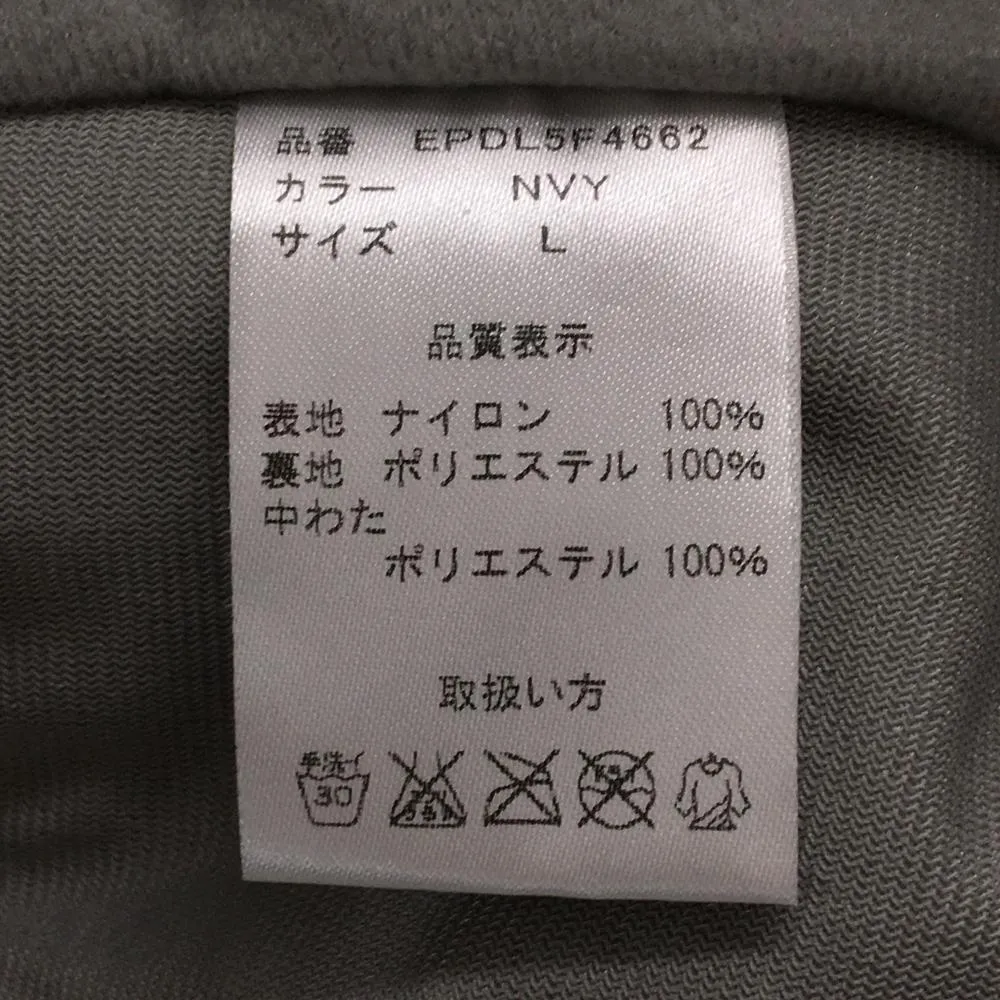 品番 EPDL5F4662
カラー NVY
サイズ L
品質表示
表地 ナイロン 100%
裏地 ポリエステル 100%
中わた
ポリエステル 100%
取扱い方
手洗イ
30